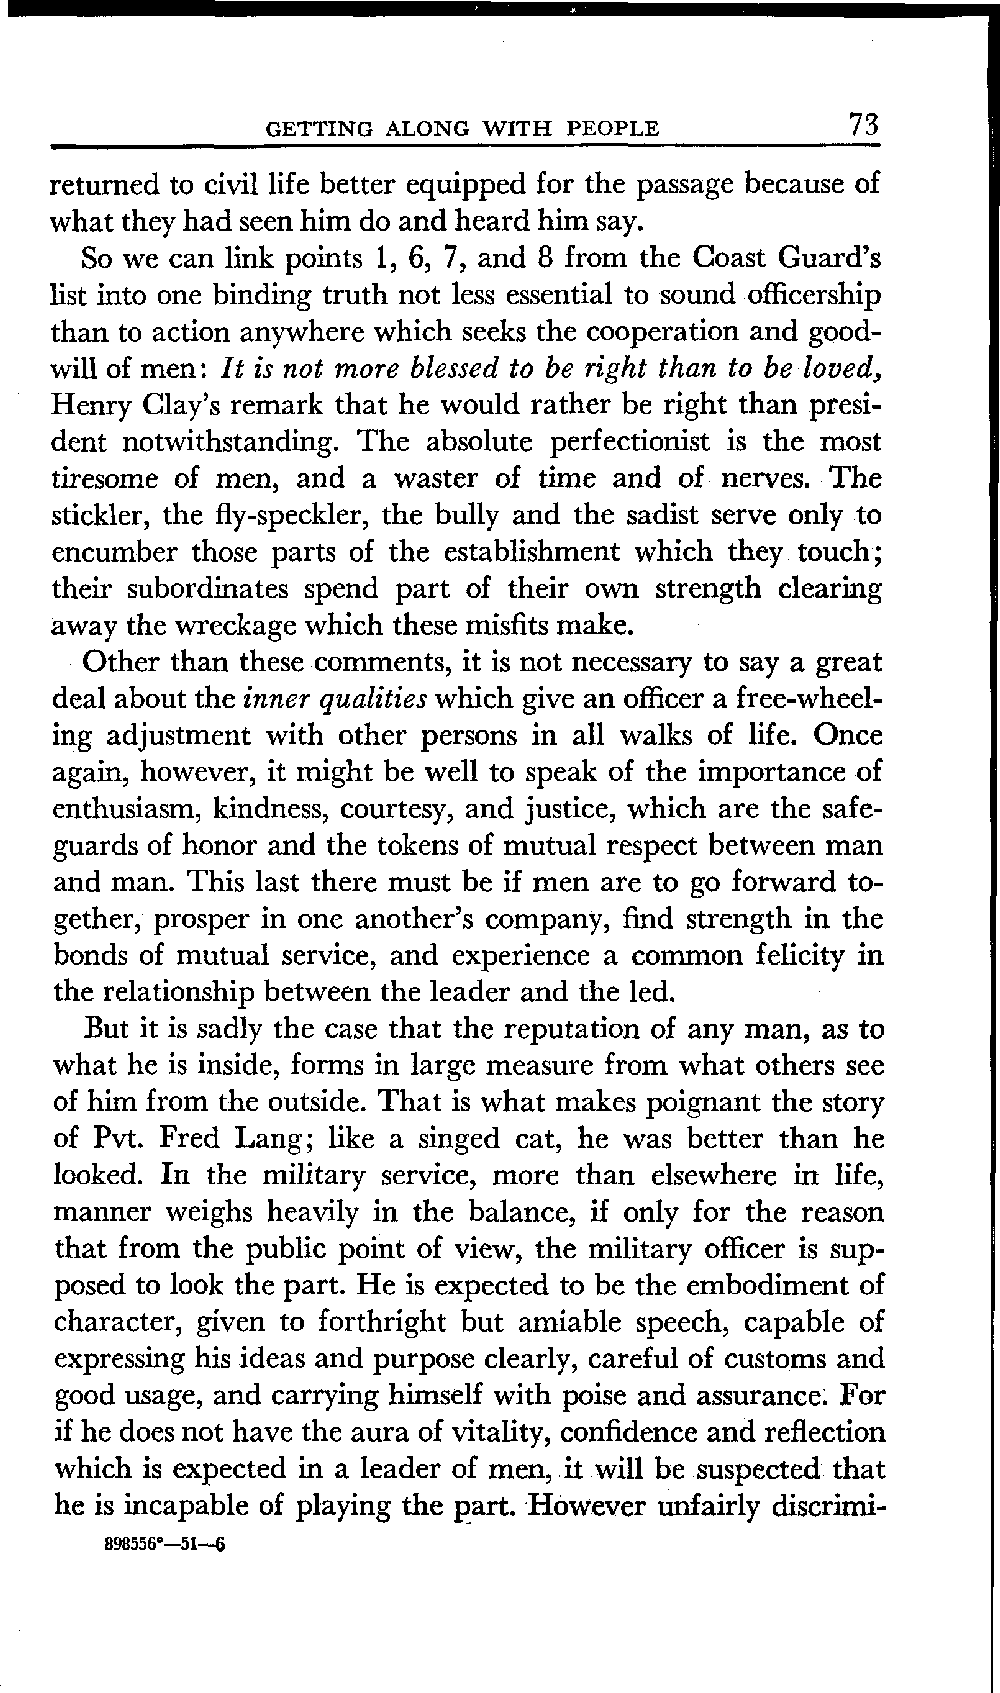 GETTING ALONG WITH PEOPLE 73
returned to civil life better equipped for the passage because of
what they had seen him do and heard him say.
So we can link points 1, 6, 7, and 8 from the Coast Guard's
list into one binding truth not less essential to sound officership
than to action anywhere which seeks the cooperation and good-
will of men: It is not more blessed to be right than to be loved,
Henry Clay's remark that he would rather be right than presi-
dent notwithstanding. The absolute perfectionist is the most
tiresome of men, and a waster of time and of nerves. The
stickler, the fly-speckler, the bully and the sadist serve only to
encumber those parts of the establishment which they touch;
their subordinates spend part of their own strength clearing
away the wreckage which these misfits make.
Other than these comments, it is not necessary to say a great
deal about the inner qualities which give an officer a free-wheel-
ing adjustment with other persons in all walks of life. Once
again, however, it might be well to speak of the importance of
enthusiasm, kindness, courtesy, and justice, which are the safe-
guards of honor and the tokens of mutual respect between man
and man. This last there must be if men are to go forward to-
gether, prosper in one another's company, find strength in the
bonds of mutual service, and experience a common felicity in
the relationship between the leader and the led.
But it is sadly the case that the reputation of any man, as to
what he is inside, forms in large measure from what others see
of him from the outside. That is what makes poignant the story
of Pvt. Fred Lang; like a singed cat, he was better than he
looked. In the military service, more than elsewhere in life,
manner weighs heavily in the balance, if only for the reason
that from the public point of view, the military officer is sup-
posed to look the part. He is expected to be the embodiment of
character, given to forthright but amiable speech, capable of
expressing his ideas and purpose clearly, careful of customs and
good usage, and carrying himself with poise and assurance. For
if he does not have the aura of vitality, confidence and reflection
which is expected in a leader of men, it will be suspected that
he is incapable of playing the part. However unfairly discrimi-
898556°—51—6